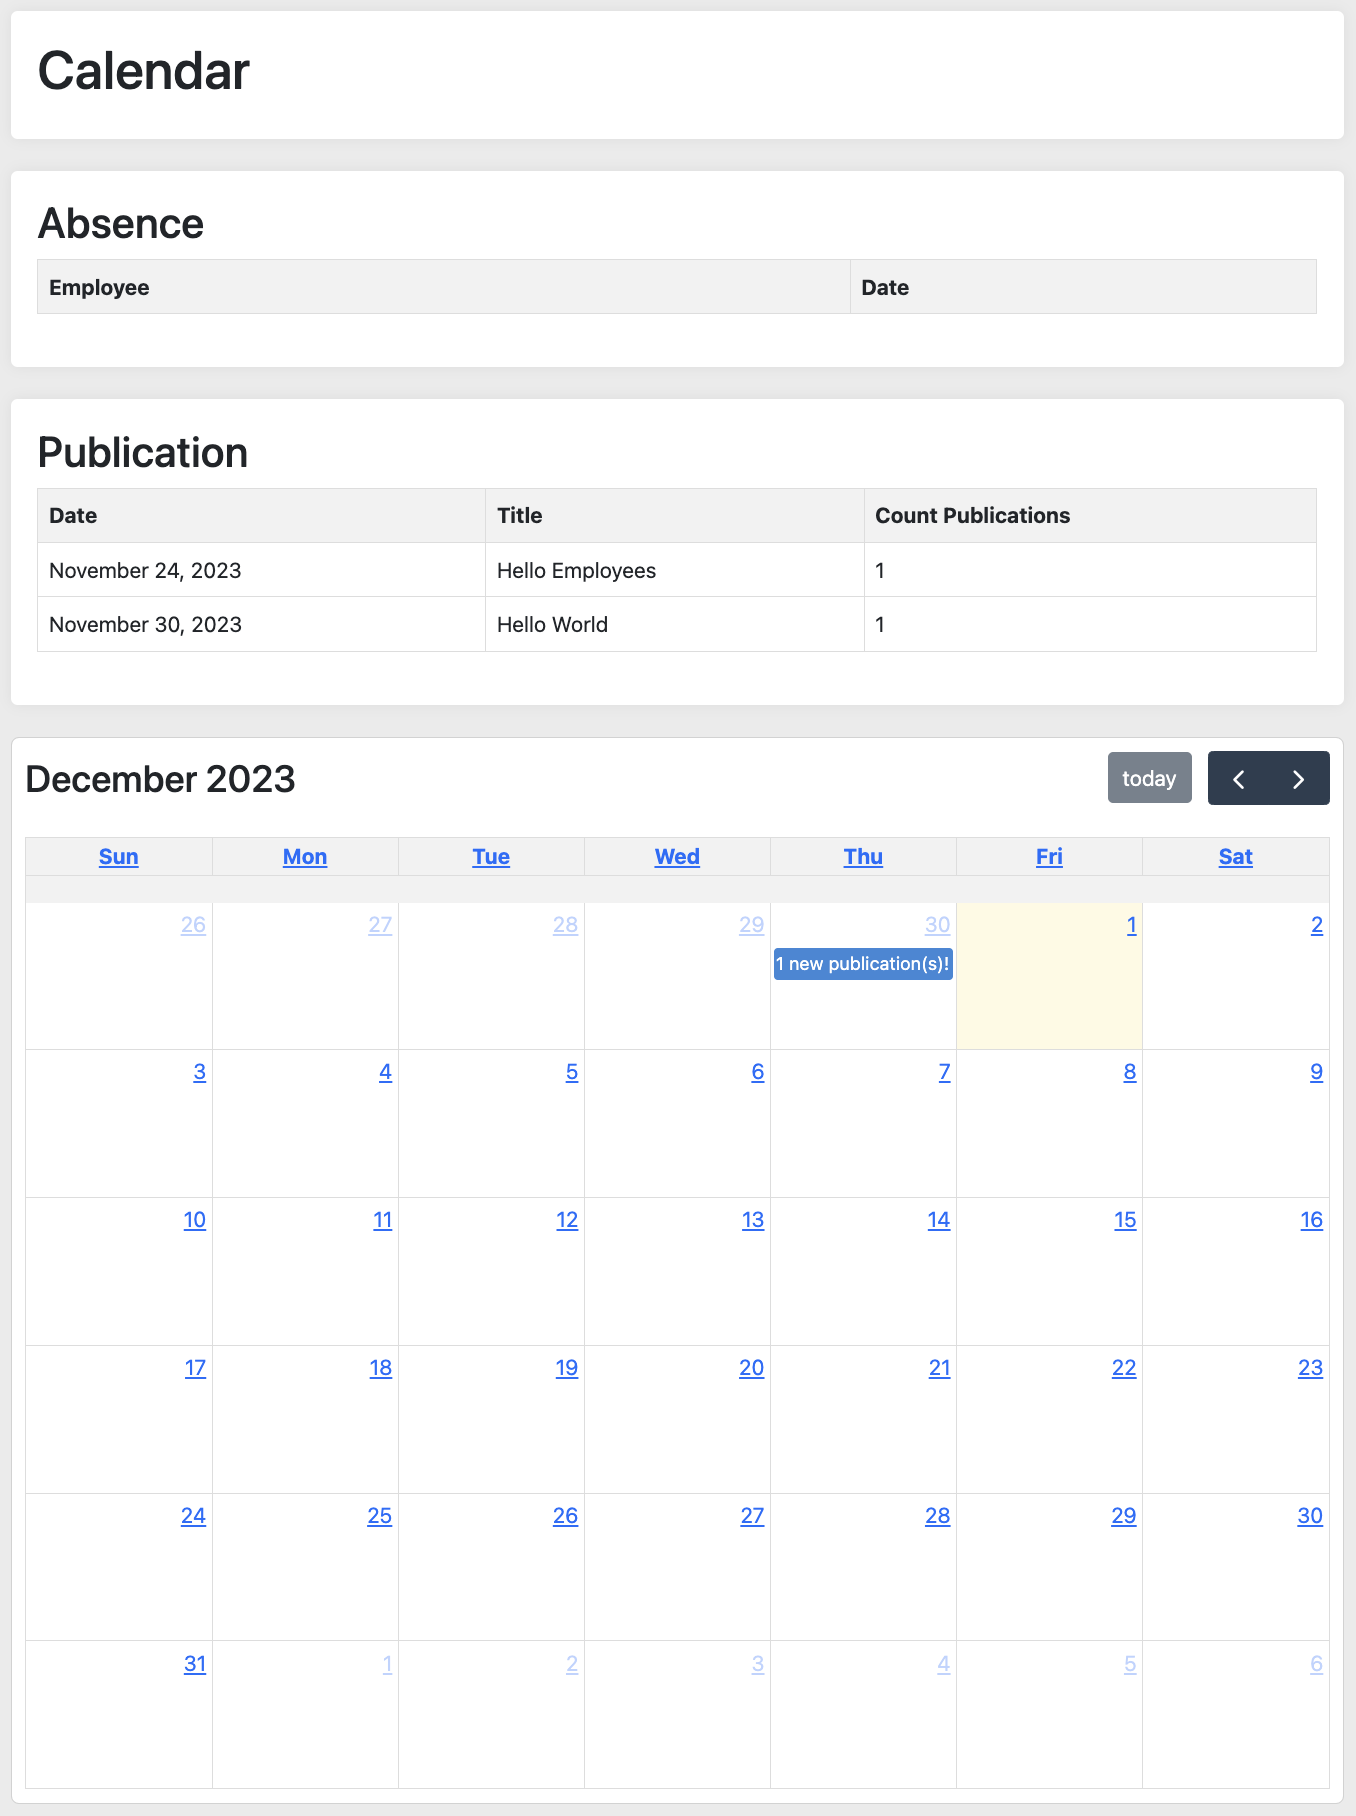 Calendar
Absence
Employee Date
Publication
Date Title Count Publications
November 24, 2023 Hello Employees 1
November 30, 2023 Hello World 1
December 2023 today
Sun Mon Tue Wed Thu Fri Sat
26 27 28 29 30 1 2
1 new publication(s)!
3 4 5 6 7 8 9
10 11 12 13 14 15 16
17 18 19 20 21 22 23
24 25 26 27 28 29 30
31 1 2 3 4 5 6